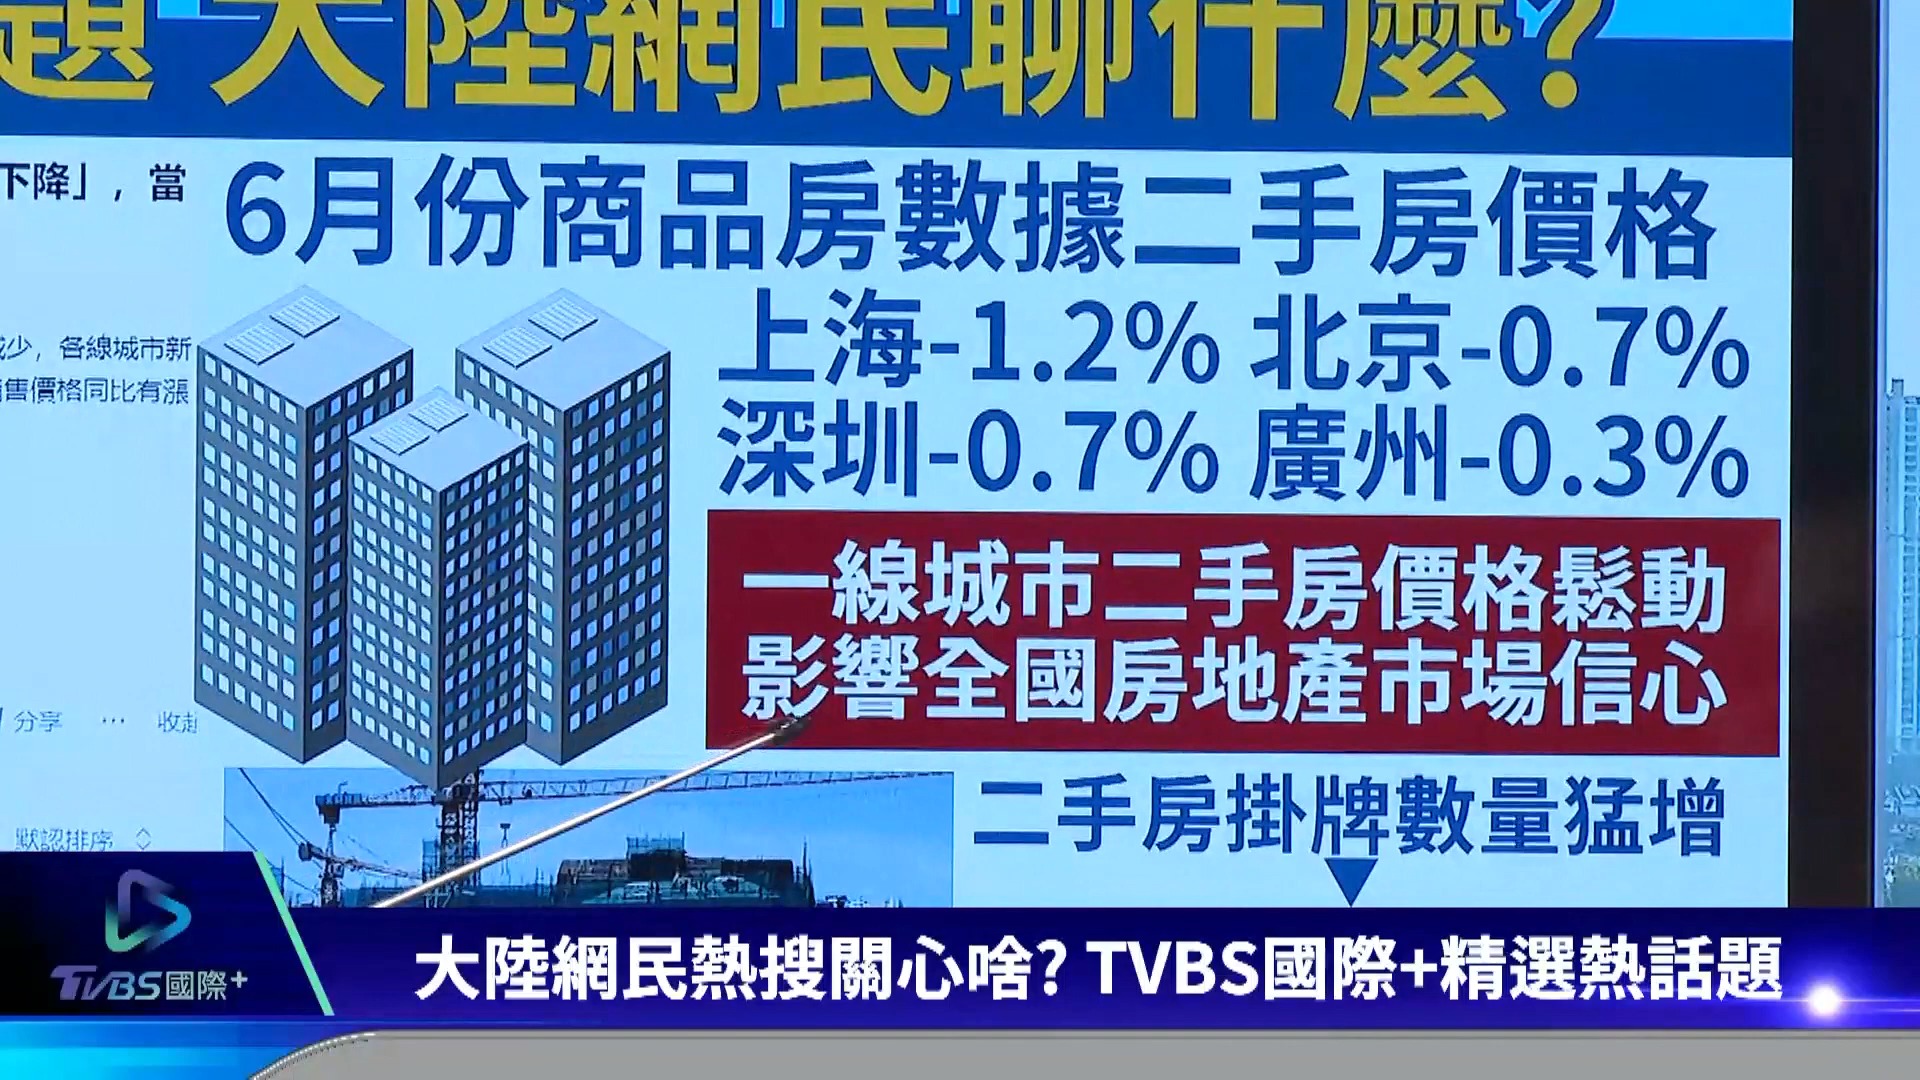 題 大陸網民聊什麼?
下降」, 當
6月份商品房數據二手房價格
上海-1.2% 北京-0.7%
深圳-0.7% 廣州-0.3%
少, 各線城市新
售價格同比有漲
一線城市二手房價格鬆動
影響全國房地產市場信心
分享 ··· 收起
二手房掛牌數量猛增
默認排序
大陸網民熱搜關心啥? TVBS國際+精選熱話題
TVBS國際+